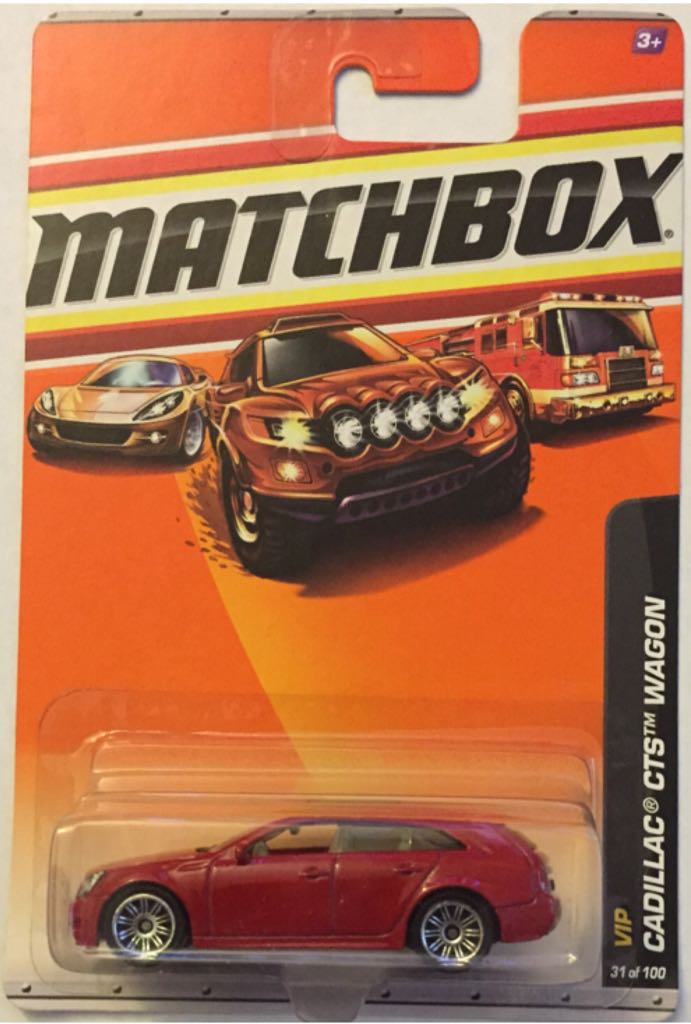 3+
MATCHBOX®
VIP
CADILLAC® CTS™ WAGON
31 of 100